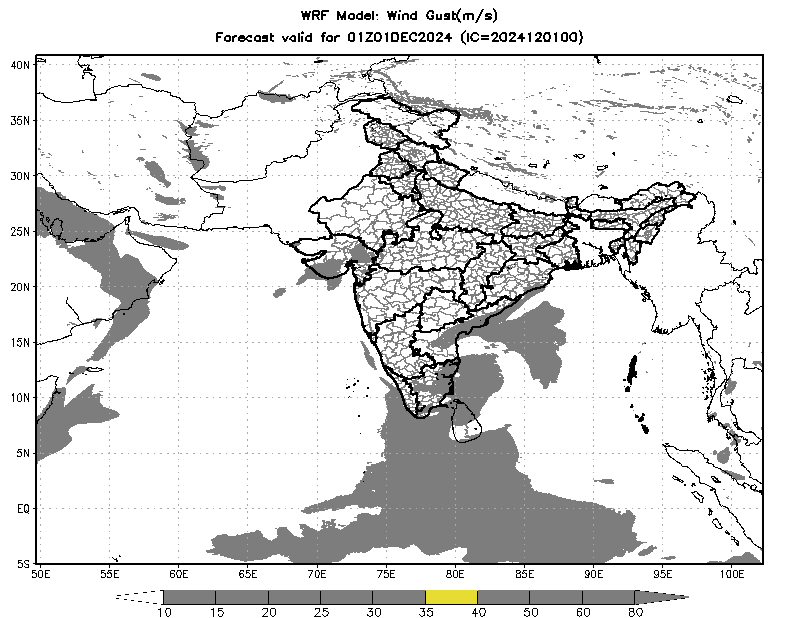 WRF Model: Wind Gust(m/s)
Forecast valid for 01Z01DEC2024 (IC=2024120100)
40N
35N
30N
25N
20N
15N
10N
5N
EQ
5S
50E 55E 60E 65E 70E 75E 80E 85E 90E 95E 100E
10 15 20 25 30 35 40 50 60 80